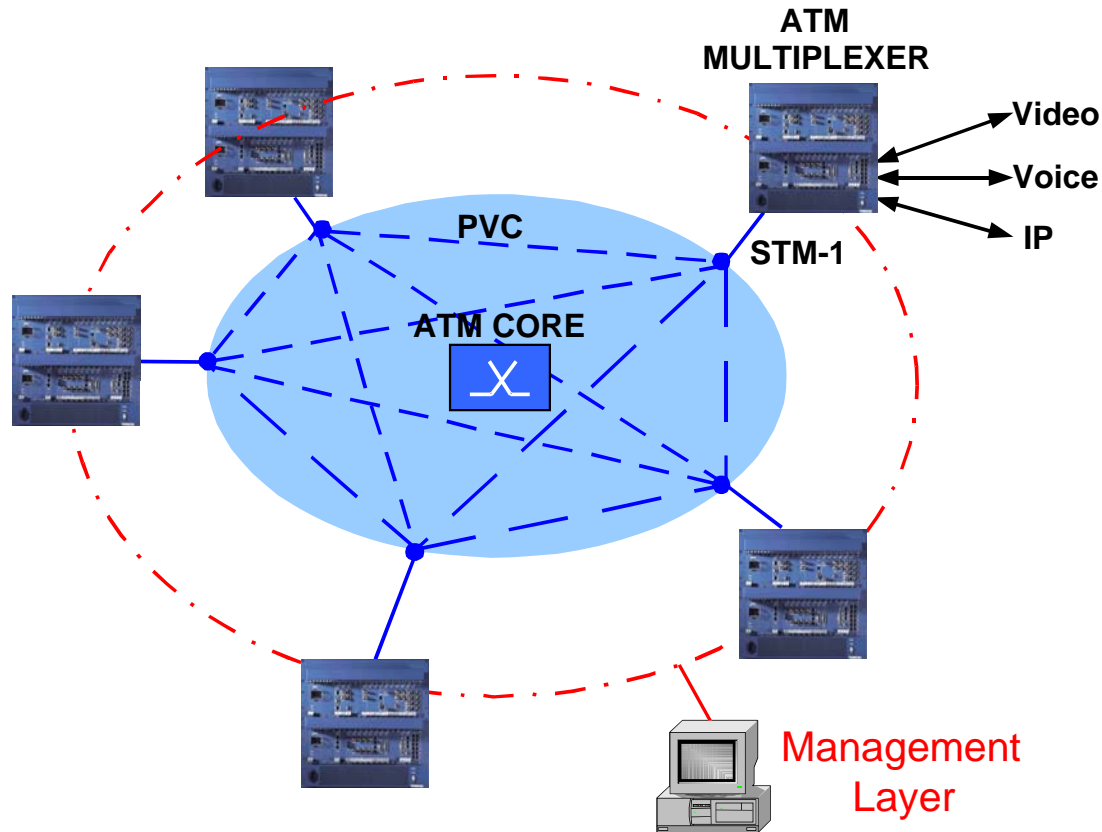 ATM
MULTIPLEXER
Video
Voice
IP
PVC
STM-1
ATM CORE
Management
Layer